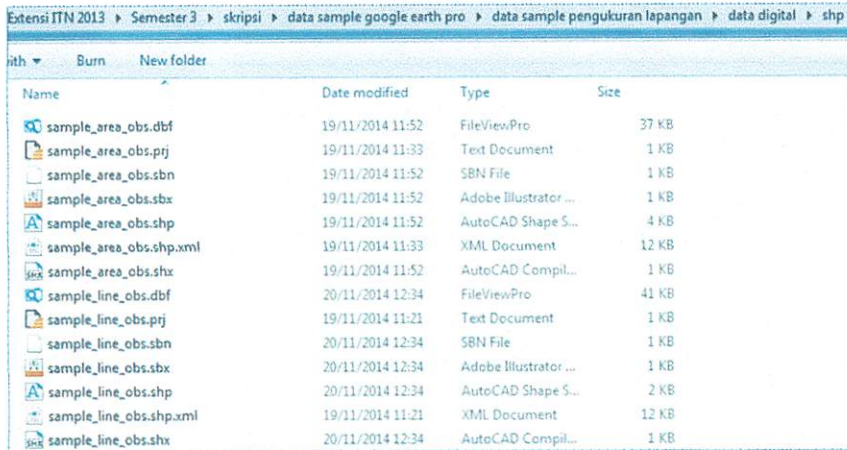 Extensi ITN 2013 ▸ Semester 3 ▸ skripsi ▸ data sample google earth pro ▸ data sample pengukuran lapangan ▸ data digital ▸ shp
ith ▾ Burn New folder
Name Date modified Type Size
sample_area_obs.dbf 19/11/2014 11:52 FileViewPro 37 KB
sample_area_obs.prj 19/11/2014 11:33 Text Document 1 KB
sample_area_obs.sbn 19/11/2014 11:52 SBN File 1 KB
sample_area_obs.sbx 19/11/2014 11:52 Adobe Illustrator ... 1 KB
sample_area_obs.shp 19/11/2014 11:52 AutoCAD Shape S... 4 KB
sample_area_obs.shp.xml 19/11/2014 11:33 XML Document 12 KB
sample_area_obs.shx 19/11/2014 11:52 AutoCAD Compil... 1 KB
sample_line_obs.dbf 20/11/2014 12:34 FileViewPro 41 KB
sample_line_obs.prj 19/11/2014 11:21 Text Document 1 KB
sample_line_obs.sbn 20/11/2014 12:34 SBN File 1 KB
sample_line_obs.sbx 20/11/2014 12:34 Adobe Illustrator ... 1 KB
sample_line_obs.shp 20/11/2014 12:34 AutoCAD Shape S... 2 KB
sample_line_obs.shp.xml 19/11/2014 11:21 XML Document 12 KB
SHX sample_line_obs.shx 20/11/2014 12:34 AutoCAD Compil... 1 KB